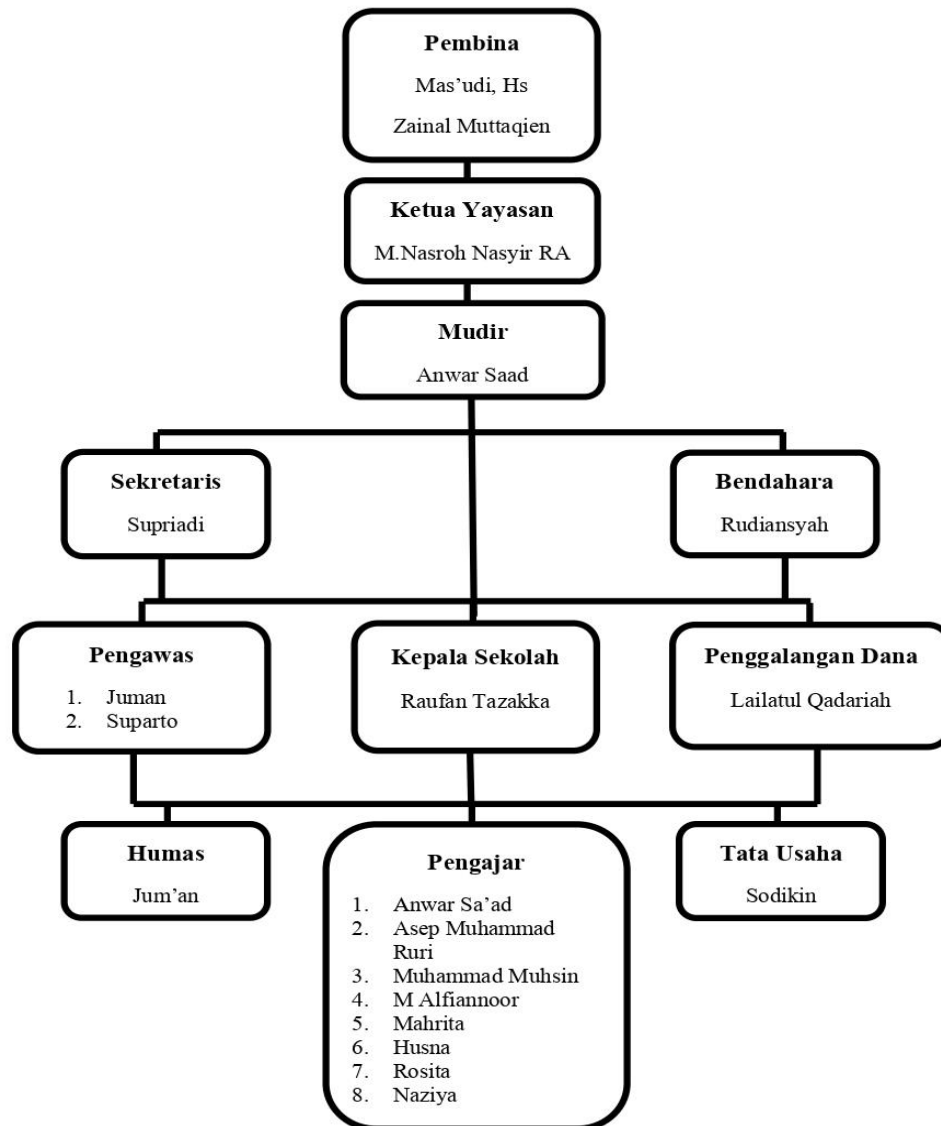 Pembina
Mas’udi, Hs
Zainal Muttaqien
Ketua Yayasan
M.Nasroh Nasyir RA
Mudir
Anwar Saad
Sekretaris
Supriadi
Bendahara
Rudiansyah
Pengawas
1. Juman
2. Suparto
Kepala Sekolah
Raufan Tazakka
Penggalangan Dana
Lailatul Qadariah
Humas
Jum’an
Pengajar
1. Anwar Sa’ad
2. Asep Muhammad
Ruri
3. Muhammad Muhsin
4. M Alfiannoor
5. Mahrita
6. Husna
7. Rosita
8. Naziya
Tata Usaha
Sodikin